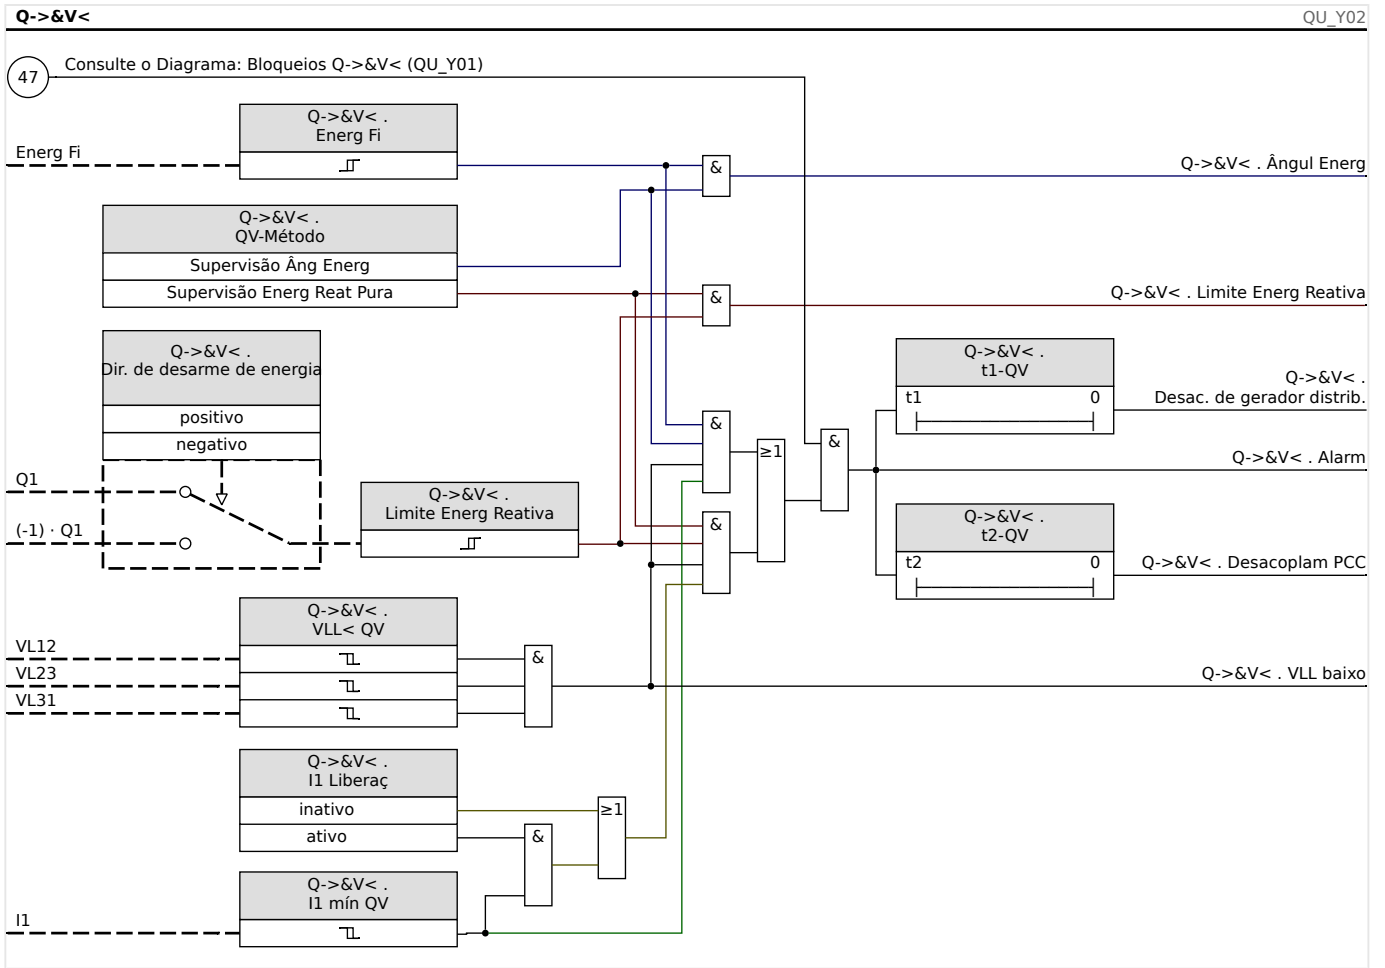 Q->&V<
QU_Y02
47
Consulte o Diagrama: Bloqueios Q->&V< (QU_Y01)
Q->&V< .
Energ Fi
Energ Fi
&
Q->&V< . Ângul Energ
Q->&V< .
QV-Método
Supervisão Âng Energ
Supervisão Energ Reat Pura
&
Q->&V< . Limite Energ Reativa
Q->&V< .
Dir. de desarme de energia
positivo
negativo
Q->&V< .
t1-QV
t1 0
Q->&V< .
Desac. de gerador distrib.
&
≥1
&
Q->&V< . Alarm
Q1
(-1) · Q1
Q->&V< .
Limite Energ Reativa
&
Q->&V< .
t2-QV
t2 0
Q->&V< . Desacoplam PCC
Q->&V< .
VLL< QV
VL12
VL23
VL31
&
Q->&V< . VLL baixo
Q->&V< .
I1 Liberaç
inativo
ativo
&
≥1
Q->&V< .
I1 mín QV
I1